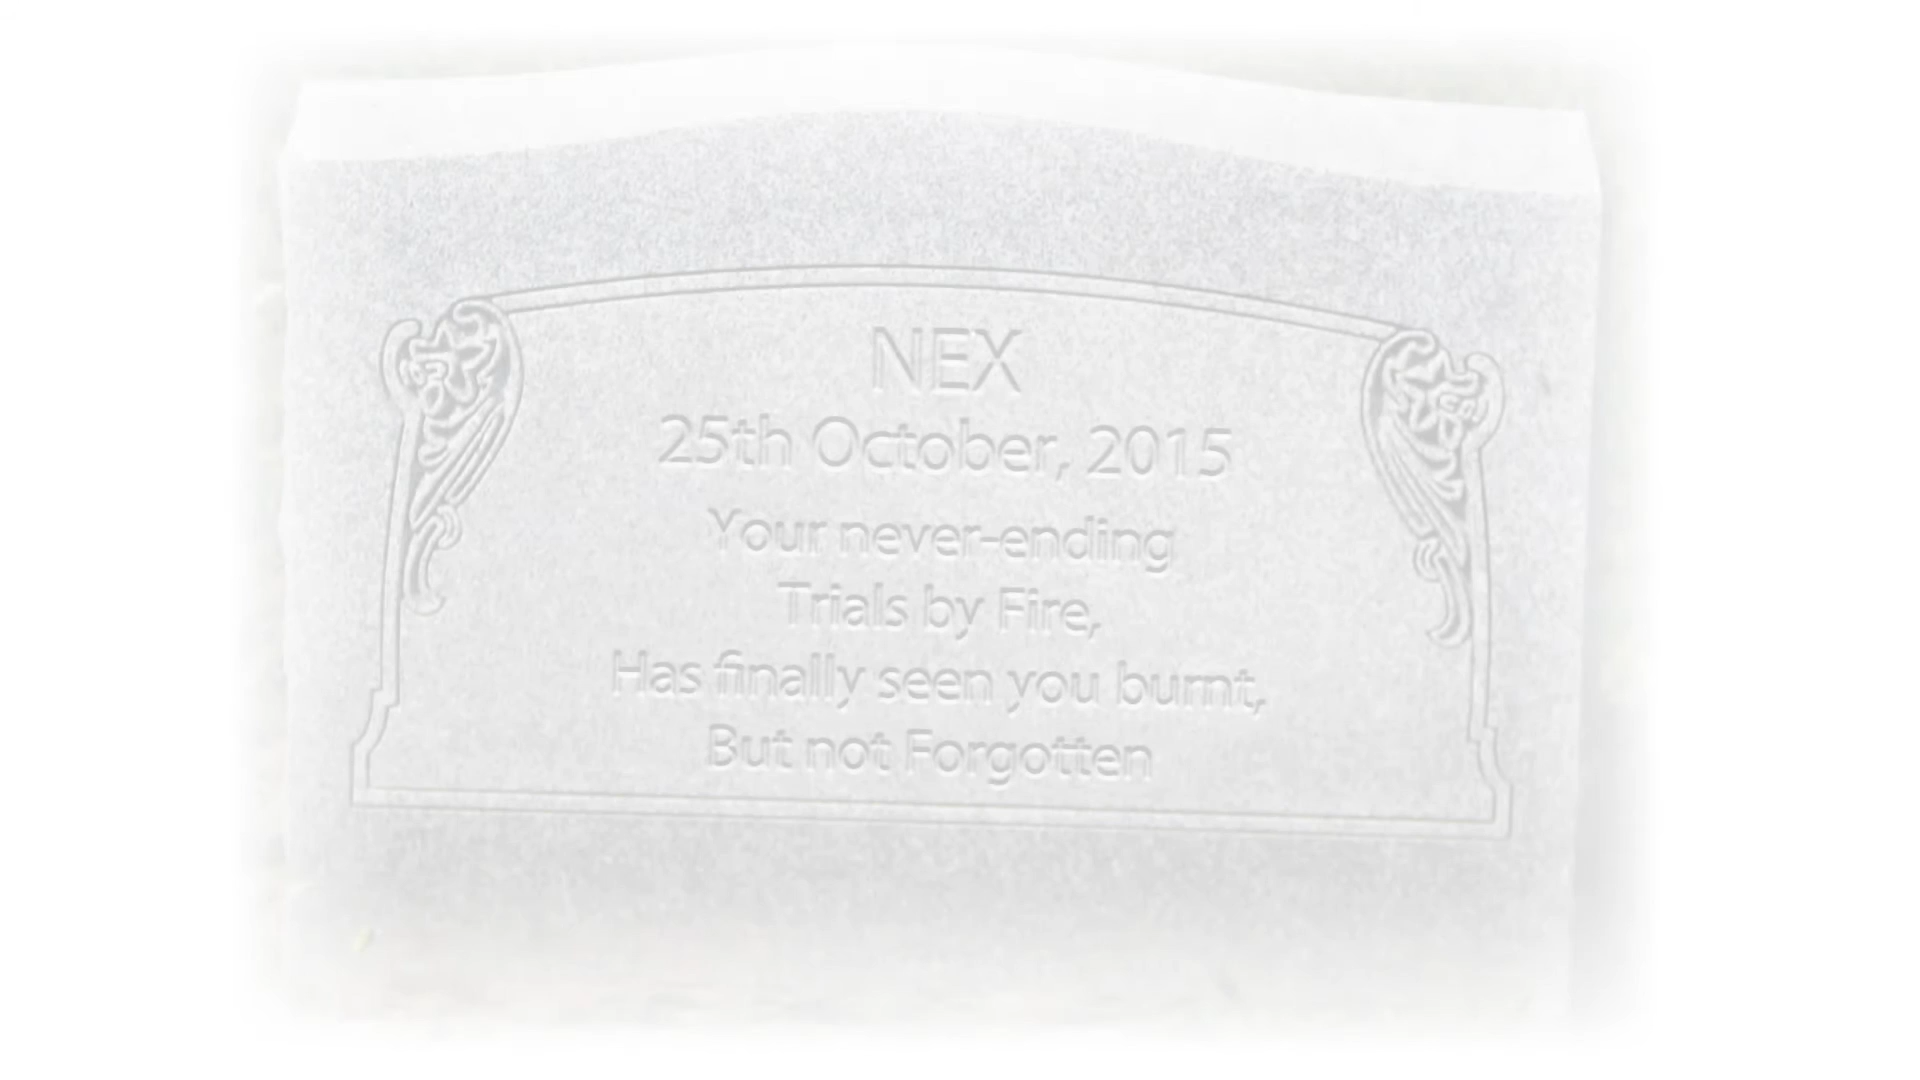 NEX
25th October, 2015
Your never-ending
Trials by Fire,
Has finally seen you burnt,
But not Forgotten